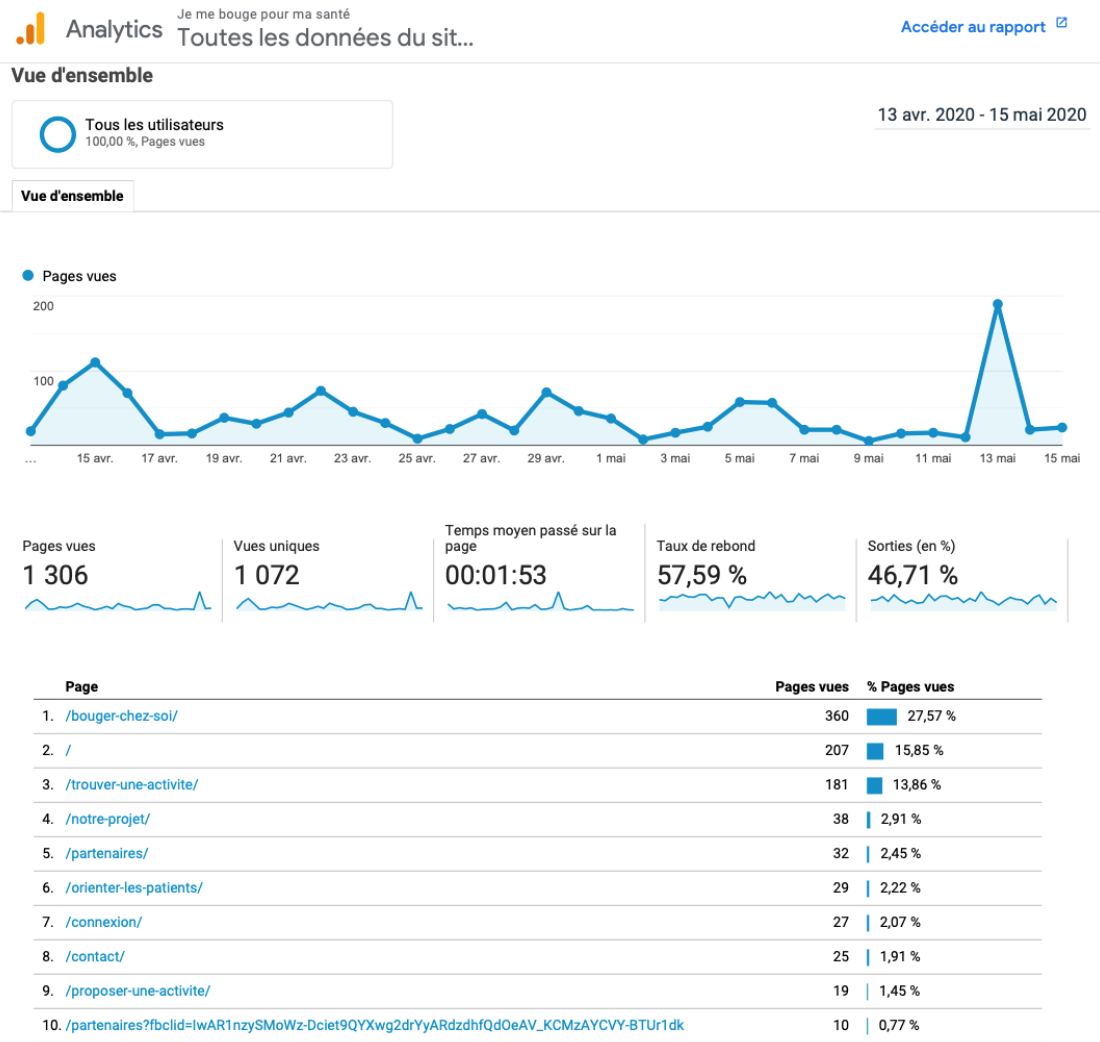 Analytics
Je me bouge pour ma santé
Toutes les données du sit...
Accéder au rapport
Vue d'ensemble
Tous les utilisateurs
100,00 %, Pages vues
13 avr. 2020 - 15 mai 2020
Vue d'ensemble
Pages vues
200
100
... 15 avr. 17 avr. 19 avr. 21 avr. 23 avr. 25 avr. 27 avr. 29 avr. 1 mai 3 mai 5 mai 7 mai 9 mai 11 mai 13 mai 15 mai
Pages vues
1 306
Vues uniques
1 072
Temps moyen passé sur la
page
00:01:53
Taux de rebond
57,59 %
Sorties (en %)
46,71 %
Page Pages vues % Pages vues
1. /bouger-chez-soi/ 360 27,57 %
2. / 207 15,85 %
3. /trouver-une-activite/ 181 13,86 %
4. /notre-projet/ 38 2,91 %
5. /partenaires/ 32 2,45 %
6. /orienter-les-patients/ 29 2,22 %
7. /connexion/ 27 2,07 %
8. /contact/ 25 1,91 %
9. /proposer-une-activite/ 19 1,45 %
10. /partenaires?fbclid=IwAR1nzySMoWz-Dciet9QYXwg2drYyARdzdhfQdOeAV_KCMzAYCVY-BTUr1dk 10 0,77 %